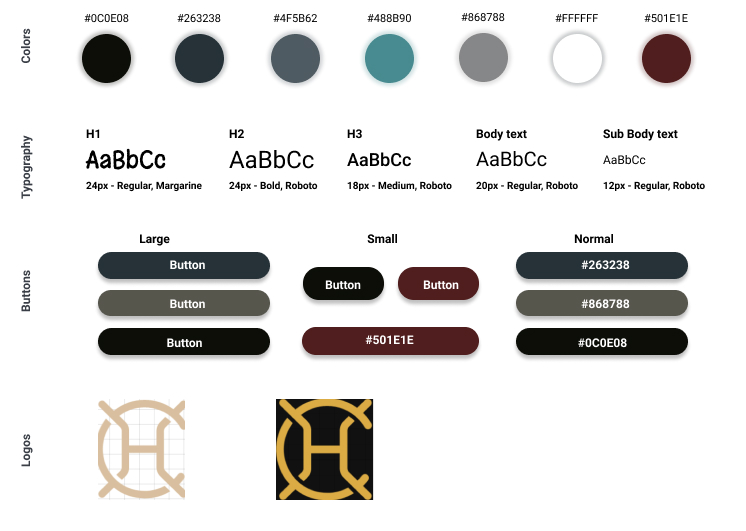 Colors
#0C0E08 #263238 #4F5B62 #488B90 #868788 #FFFFFF #501E1E
Typography
H1 H2 H3 Body text Sub Body text
AaBbCc AaBbCc AaBbCc AaBbCc AaBbCc
24px - Regular, Margarine 24px - Bold, Roboto 18px - Medium, Roboto 20px - Regular, Roboto 12px - Regular, Roboto
Buttons
Large Small Normal
Button #263238
Button Button
Button #868788
Button #501E1E #0C0E08
Logos
H H